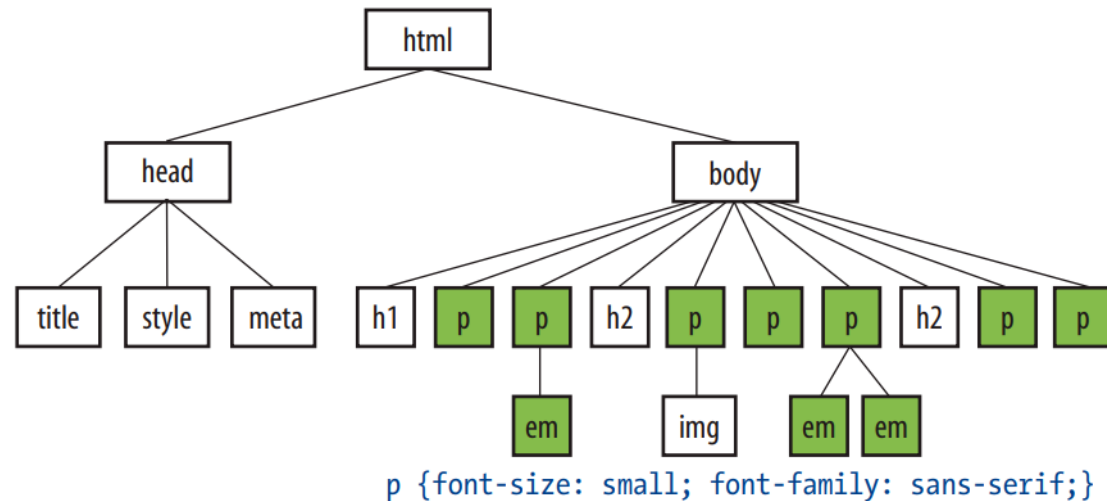 html
head body
title style meta h1 p p h2 p p p h2 p p
em img em em
p {font-size: small; font-family: sans-serif;}